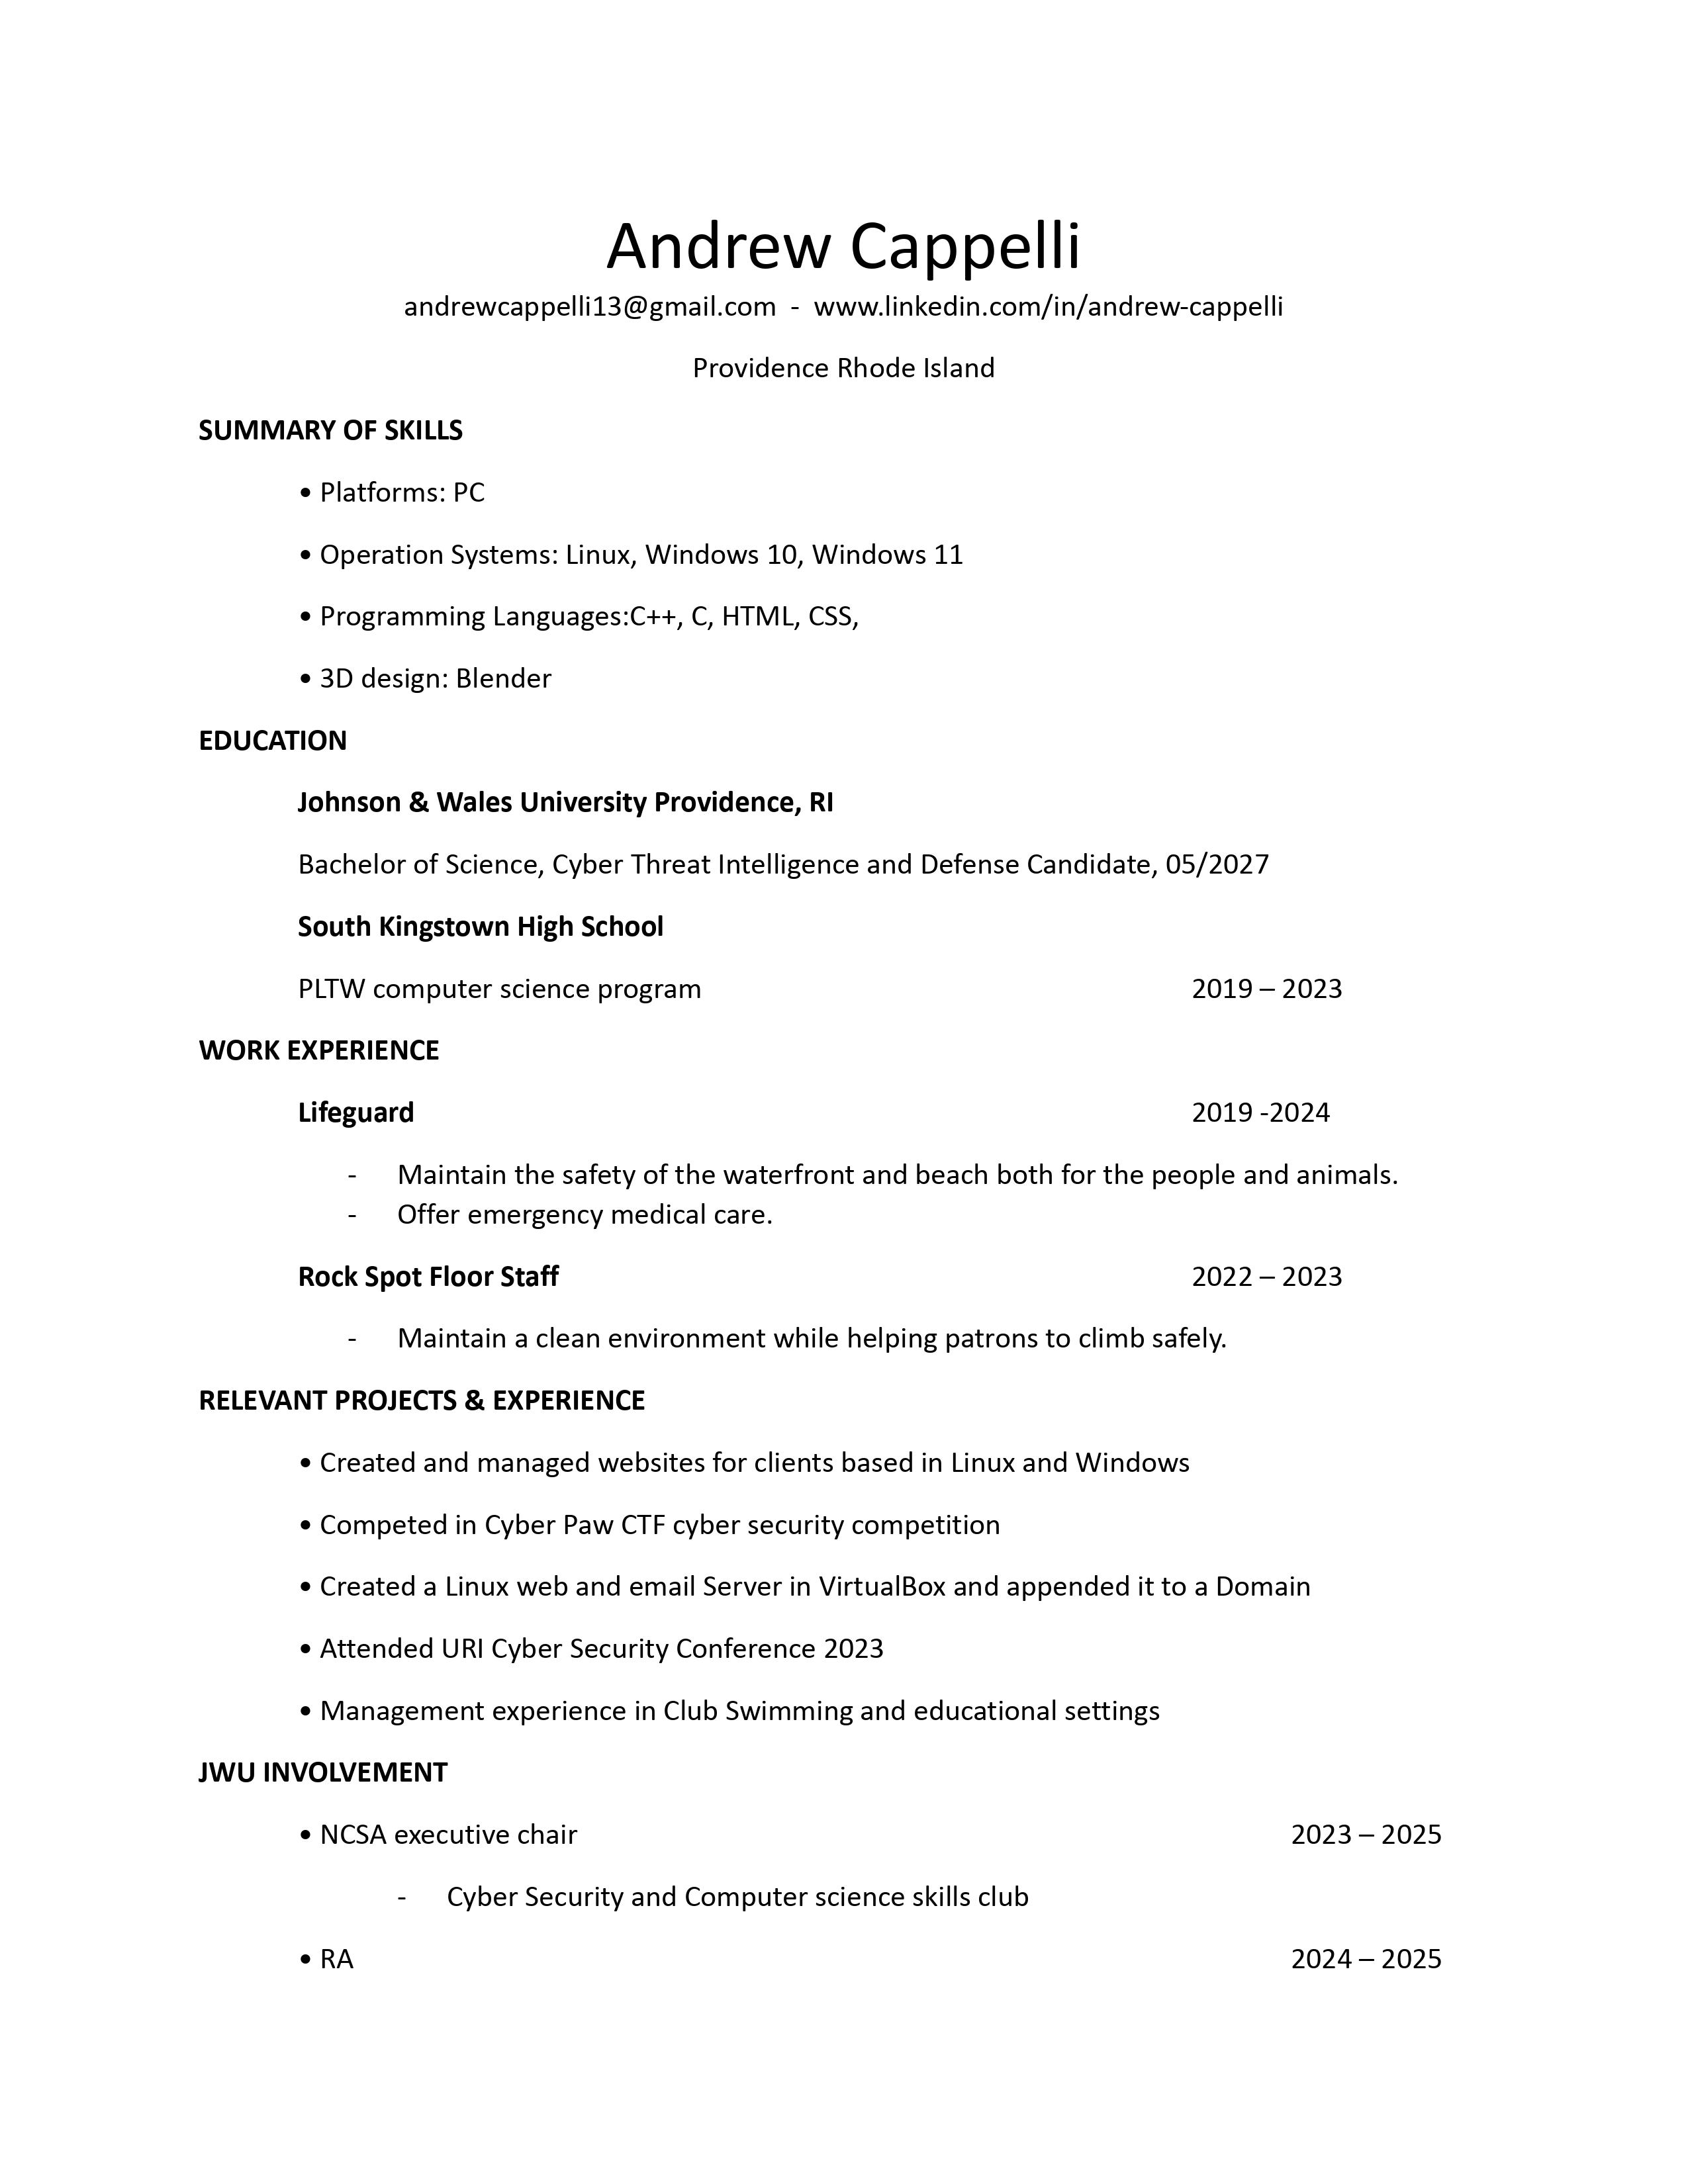 Andrew Cappelli
andrewcappelli13@gmail.com - www.linkedin.com/in/andrew-cappelli
Providence Rhode Island
SUMMARY OF SKILLS
• Platforms: PC
• Operation Systems: Linux, Windows 10, Windows 11
• Programming Languages:C++, C, HTML, CSS,
• 3D design: Blender
EDUCATION
Johnson & Wales University Providence, RI
Bachelor of Science, Cyber Threat Intelligence and Defense Candidate, 05/2027
South Kingstown High School
PLTW computer science program 2019 – 2023
WORK EXPERIENCE
Lifeguard 2019 -2024
- Maintain the safety of the waterfront and beach both for the people and animals.
- Offer emergency medical care.
Rock Spot Floor Staff 2022 – 2023
- Maintain a clean environment while helping patrons to climb safely.
RELEVANT PROJECTS & EXPERIENCE
• Created and managed websites for clients based in Linux and Windows
• Competed in Cyber Paw CTF cyber security competition
• Created a Linux web and email Server in VirtualBox and appended it to a Domain
• Attended URI Cyber Security Conference 2023
• Management experience in Club Swimming and educational settings
JWU INVOLVEMENT
• NCSA executive chair 2023 – 2025
- Cyber Security and Computer science skills club
• RA 2024 – 2025